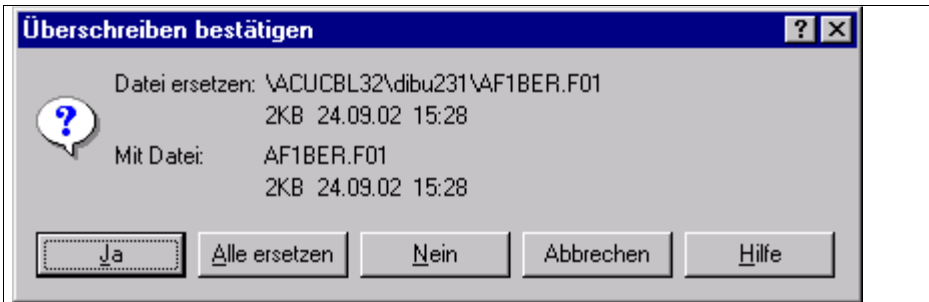 Überschreiben bestätigen
Datei ersetzen: \ACUCBL32\dibu231\AF1BER.F01
2KB 24.09.02 15:28
Mit Datei: AF1BER.F01
2KB 24.09.02 15:28
Ja Alle ersetzen Nein Abbrechen Hilfe